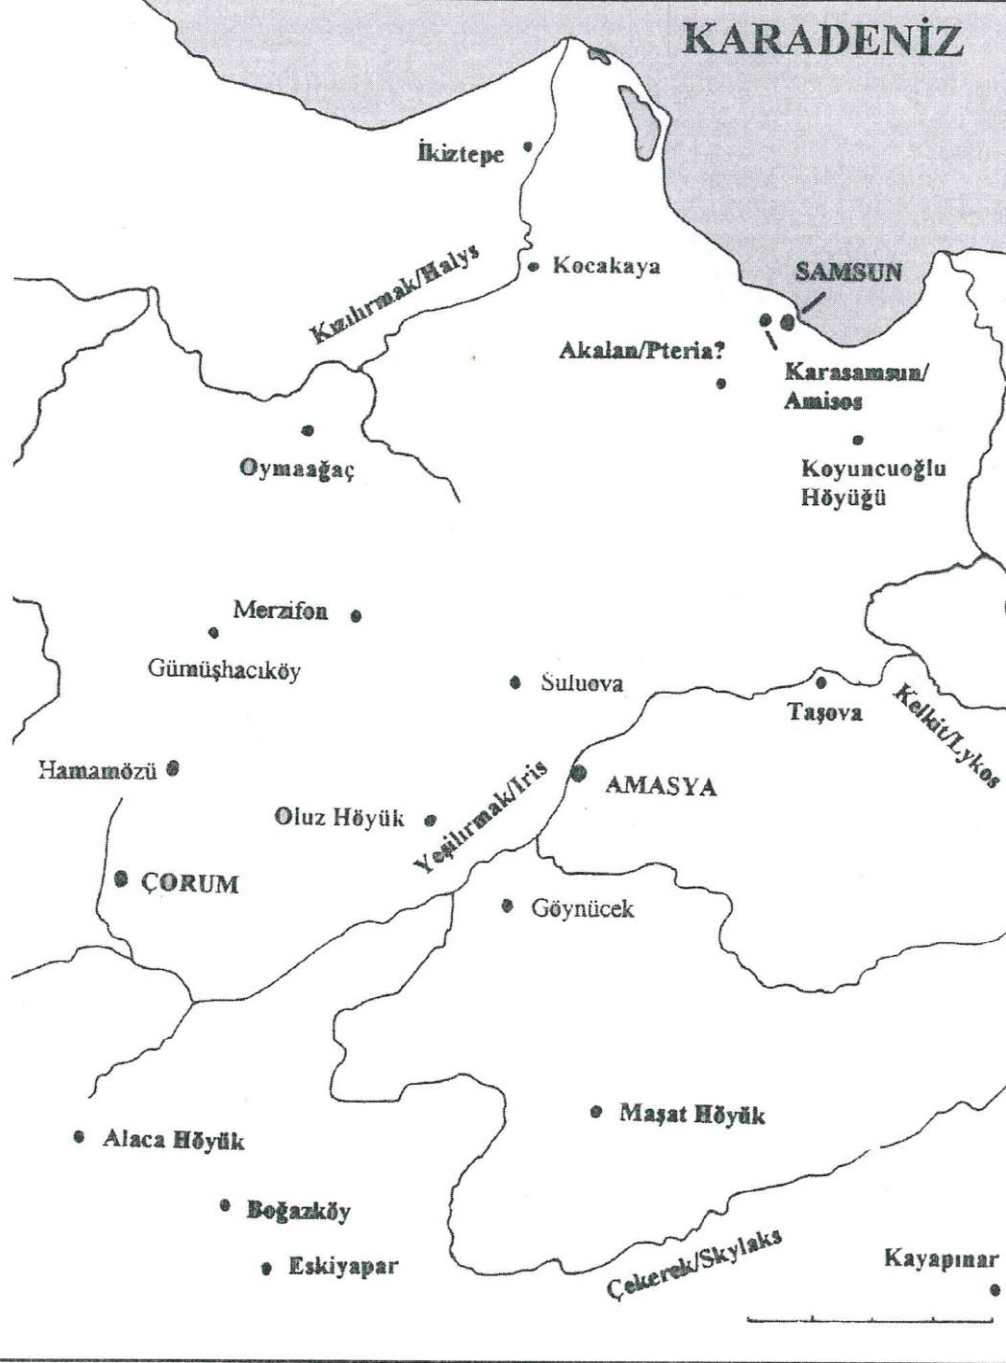 KARADENİZ
İkiztepe
Kızılırmak/Halys
Kocakaya
SAMSUN
Akalan/Pteria?
Karasamsun/
Amisos
Oymaağaç
Koyuncuoğlu
Höyüğü
Merzifon
Gümüşhacıköy
Suluova
Taşova
Kelkit/Lykos
Hamamözü
Yeşilırmak/Iris
AMASYA
Oluz Höyük
ÇORUM
Göynücek
Maşat Höyük
Alaca Höyük
Boğazköy
Eskiyapar
Çekerek/Skylaks
Kayapınar